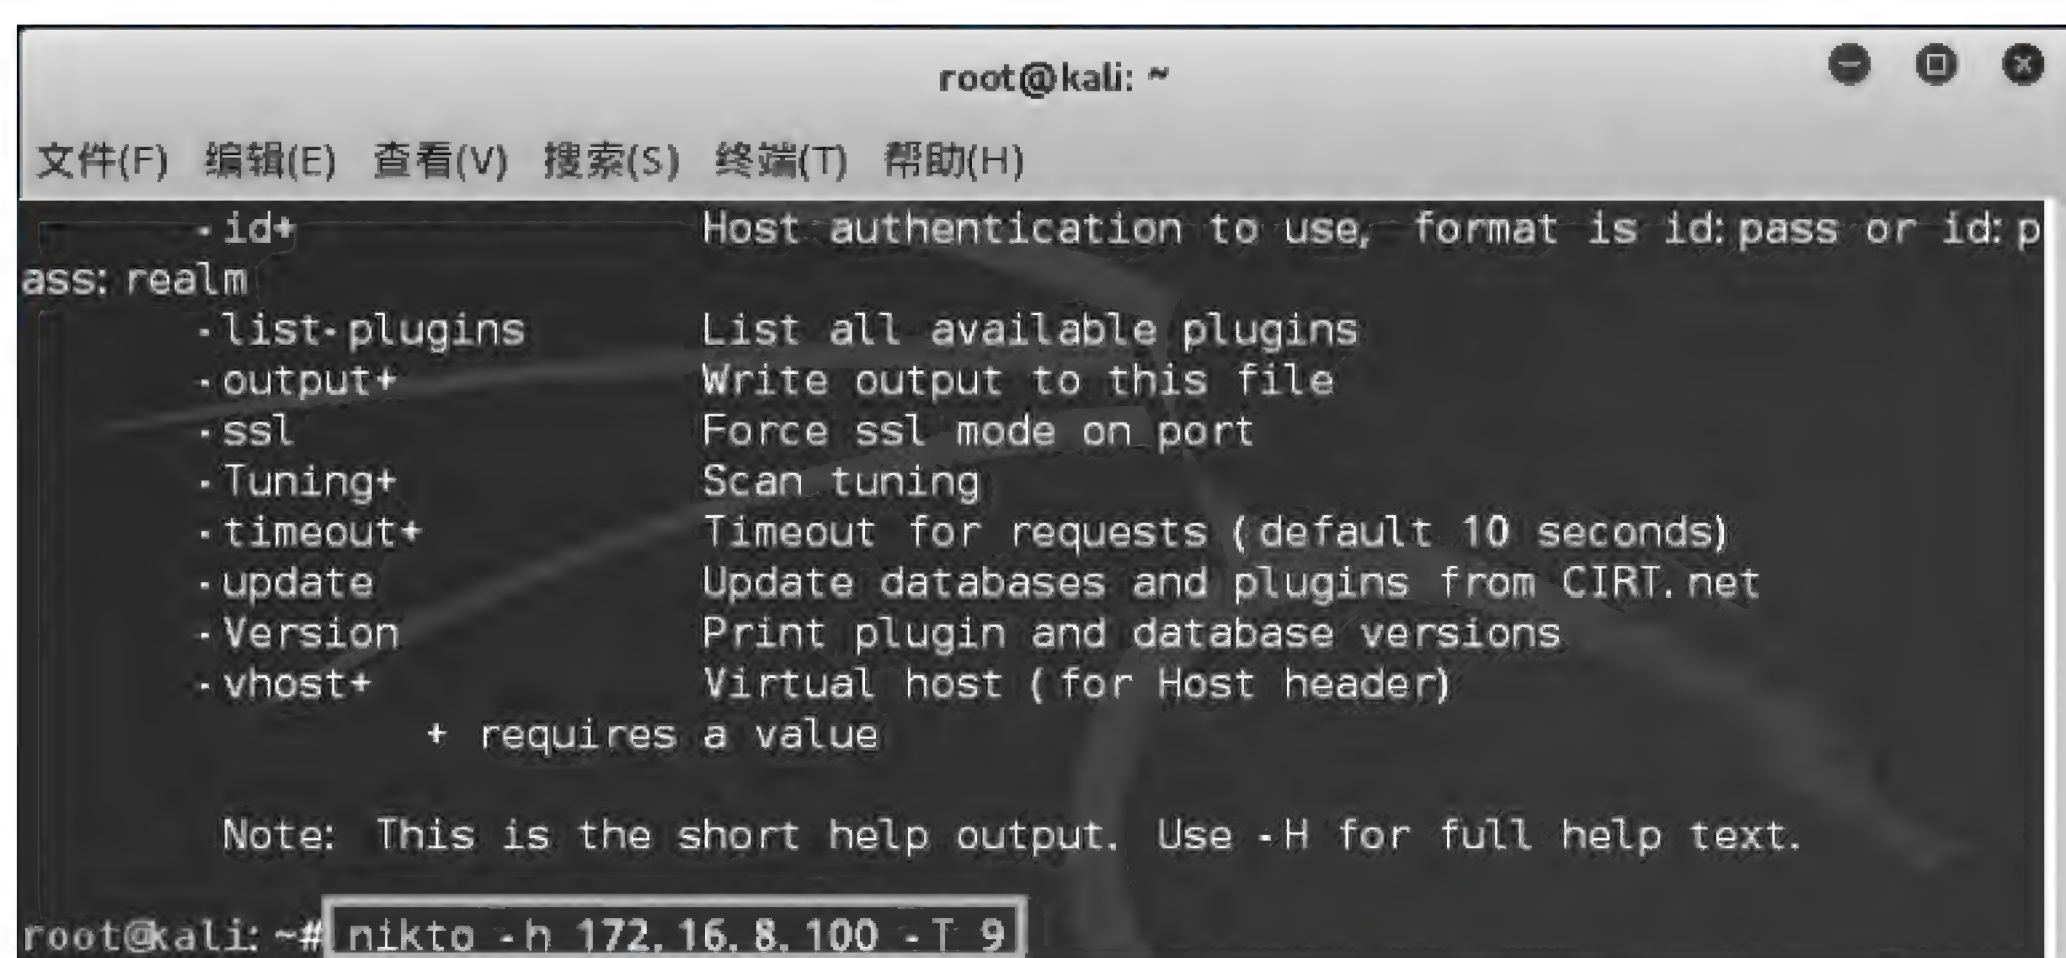 root@kali: ~
文件(F) 编辑(E) 查看(V) 搜索(S) 终端(T) 帮助(H)
-id+ Host authentication to use, format is id:pass or id:p
ass:realm
-list-plugins List all available plugins
-output+ Write output to this file
-ssl Force ssl mode on port
-Tuning+ Scan tuning
-timeout+ Timeout for requests (default 10 seconds)
-update Update databases and plugins from CIRT.net
-Version Print plugin and database versions
-vhost+ Virtual host (for Host header)
+ requires a value
Note: This is the short help output. Use -H for full help text.
root@kali:~# nikto -h 172.16.8.100 -T 9